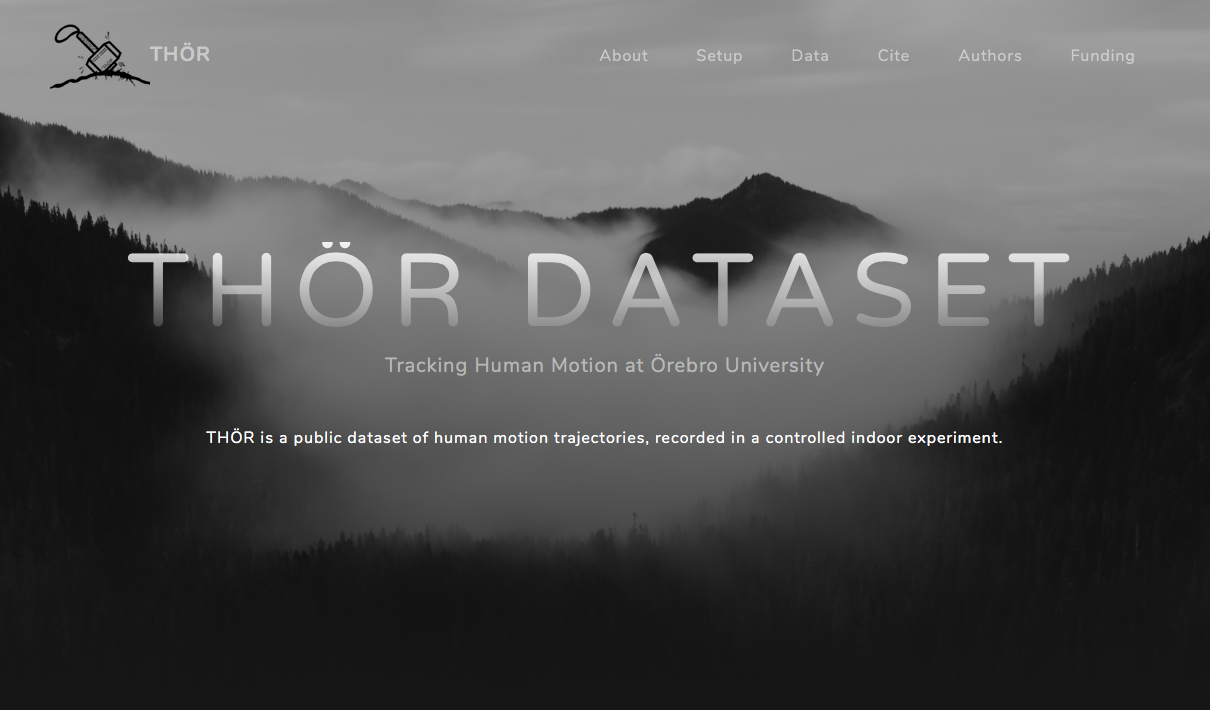 THÖR
About
Setup
Data
Cite
Authors
Funding
THÖR DATASET
Tracking Human Motion at Örebro University
THÖR is a public dataset of human motion trajectories, recorded in a controlled indoor experiment.